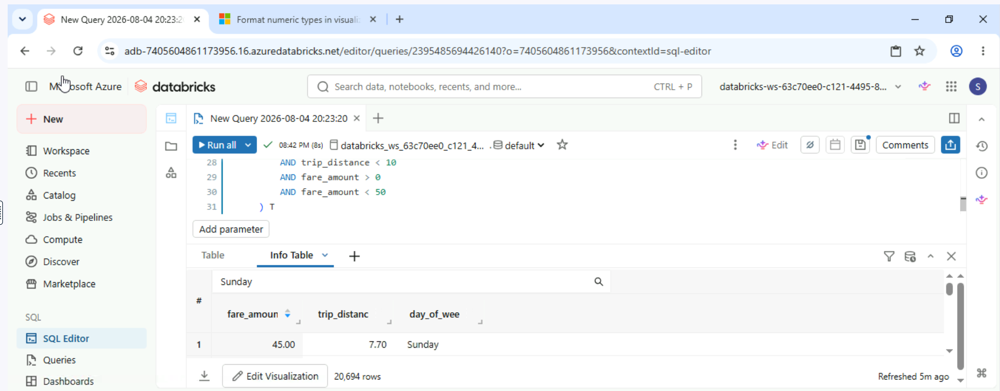 New Query 2026-08-04 20:23:2
Format numeric types in visuali
adb-7405604861173956.16.azuredatabricks.net/editor/queries/2395485694426140?o=7405604861173956&contextId=sql-editor
Microsoft Azure
databricks
Search data, notebooks, recents, and more...
CTRL + P
databricks-ws-63c70ee0-c121-4495-8...
S
New
New Query 2026-08-04 20:23:20
Run all
08:42 PM (8s)
databricks_ws_63c70ee0_c121_4...
. default
Edit
Comments
Workspace
Recents
Catalog
Jobs & Pipelines
Compute
Discover
Marketplace
SQL
SQL Editor
Queries
Dashboards
28 AND trip_distance < 10
29 AND fare_amount > 0
30 AND fare_amount < 50
31 ) T
Add parameter
Table
Info Table
Sunday
#
fare_amoun
trip_distanc
day_of_wee
1 45.00 7.70 Sunday
Edit Visualization
20,694 rows
Refreshed 5m ago